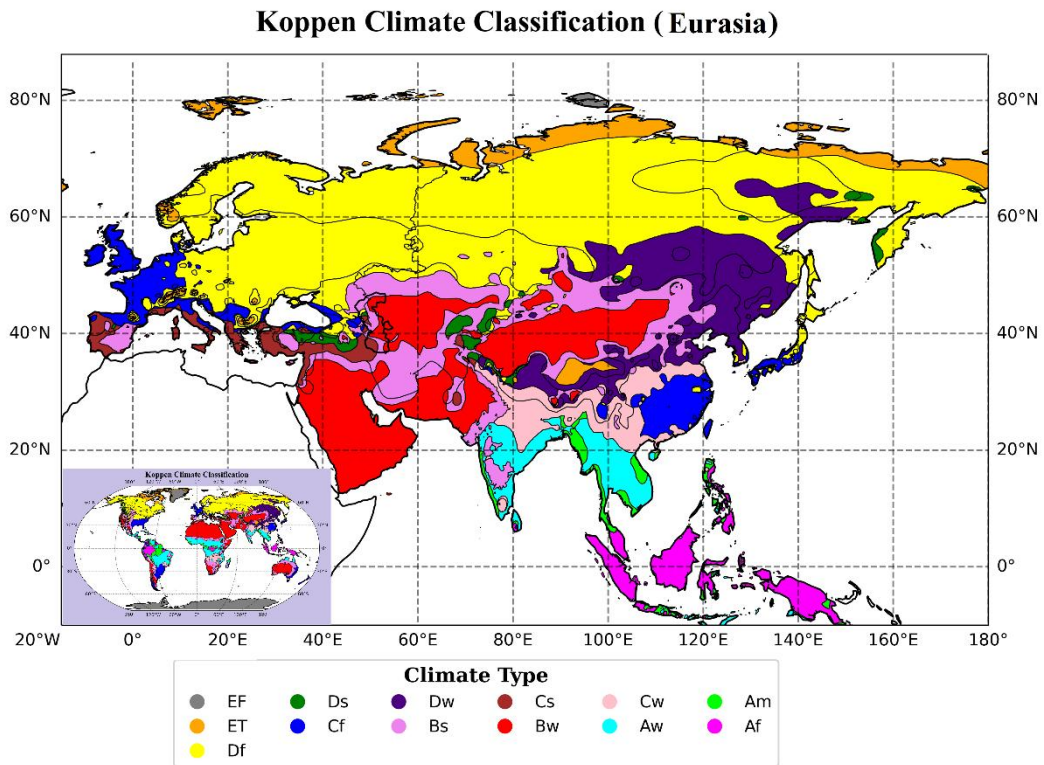 Koppen Climate Classification ( Eurasia)
80°N 80°N
60°N 60°N
40°N 40°N
20°N 20°N
0° 0°
Koppen Climate Classification
20°W 0° 20°E 40°E 60°E 80°E 100°E 120°E 140°E 160°E 180°
Climate Type
EF Ds Dw Cs Cw Am
ET Cf Bs Bw Aw Af
Df